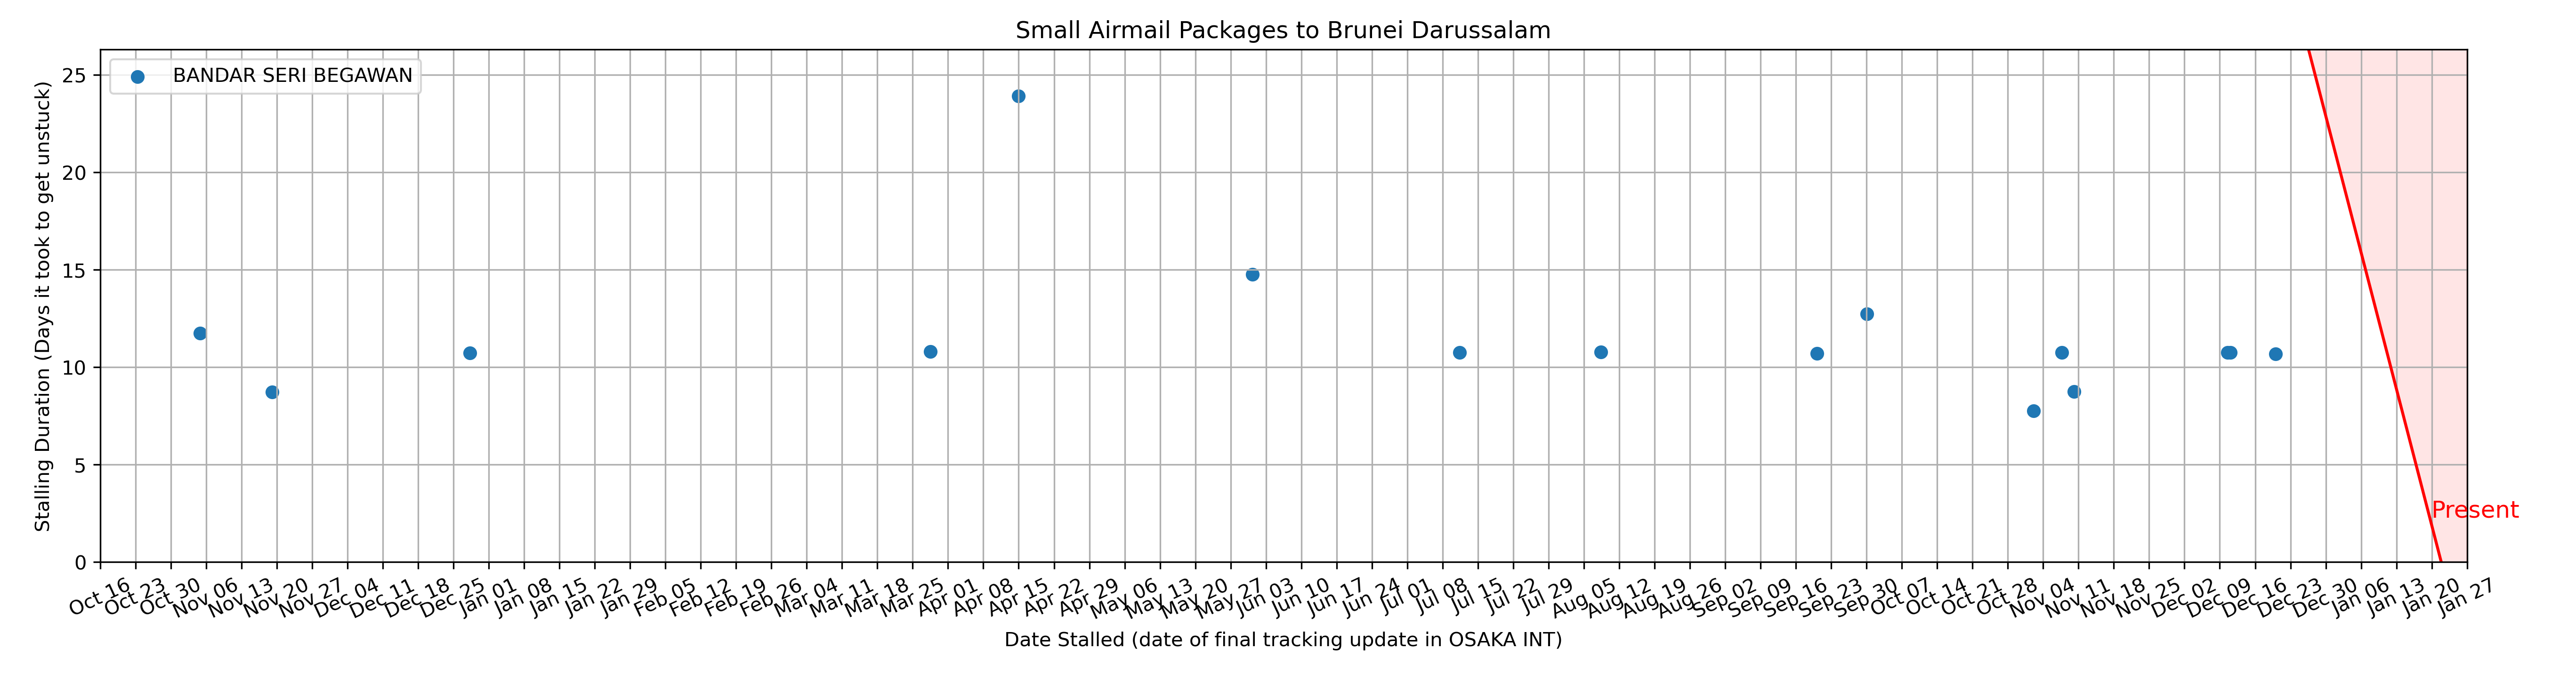 Small Airmail Packages to Brunei Darussalam
BANDAR SERI BEGAWAN
Stalling Duration (Days it took to get unstuck)
25
20
15
10
5
0
Present
Oct 16 Oct 23 Oct 30 Nov 06 Nov 13 Nov 20 Nov 27 Dec 04 Dec 11 Dec 18 Dec 25 Jan 01 Jan 08 Jan 15 Jan 22 Jan 29 Feb 05 Feb 12 Feb 19 Feb 26 Mar 04 Mar 11 Mar 18 Mar 25 Apr 01 Apr 08 Apr 15 Apr 22 Apr 29 May 06 May 13 May 20 May 27 Jun 03 Jun 10 Jun 17 Jun 24 Jul 01 Jul 08 Jul 15 Jul 22 Jul 29 Aug 05 Aug 12 Aug 19 Aug 26 Sep 02 Sep 09 Sep 16 Sep 23 Sep 30 Oct 07 Oct 14 Oct 21 Oct 28 Nov 04 Nov 11 Nov 18 Nov 25 Dec 02 Dec 09 Dec 16 Dec 23 Dec 30 Jan 06 Jan 13 Jan 20 Jan 27
Date Stalled (date of final tracking update in OSAKA INT)